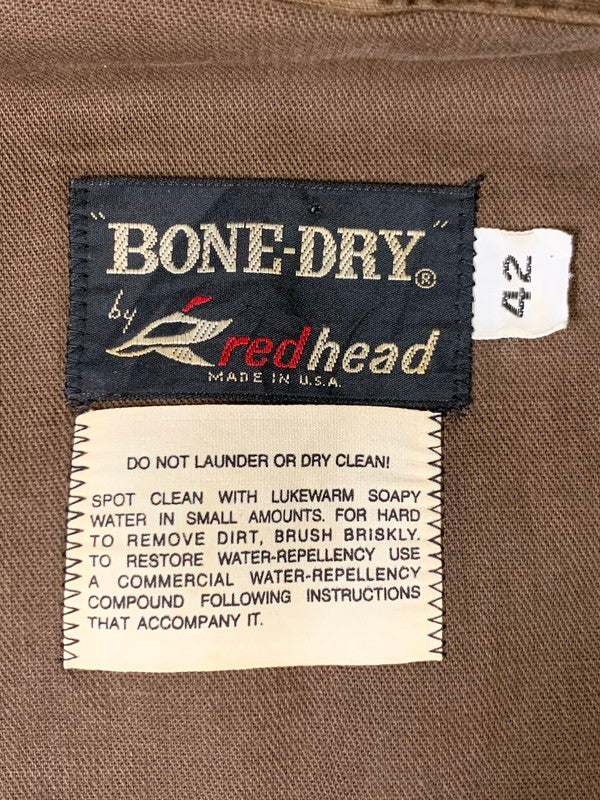 "BONE-DRY"®
42
by
redhead
MADE IN U.S.A.
DO NOT LAUNDER OR DRY CLEAN!
SPOT CLEAN WITH LUKEWARM SOAPY
WATER IN SMALL AMOUNTS. FOR HARD
TO REMOVE DIRT, BRUSH BRISKLY.
TO RESTORE WATER-REPELLENCY USE
A COMMERCIAL WATER-REPELLENCY
COMPOUND FOLLOWING INSTRUCTIONS
THAT ACCOMPANY IT.